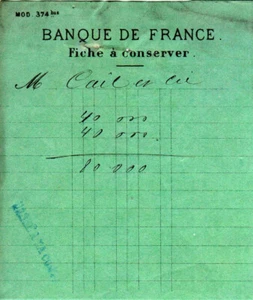 MOD 374 bis
BANQUE DE FRANCE.
Fiche à conserver.
M Cail et Cie
40 000
40 000
80 000